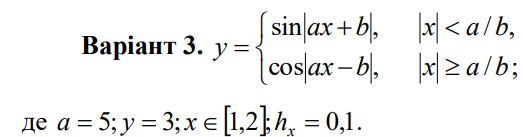 Варіант 3. y = { sin|ax + b|, |x| < a / b,
cos|ax − b|, |x| ≥ a / b;
де a = 5; y = 3; x ∈ [1,2]; hₓ = 0,1.